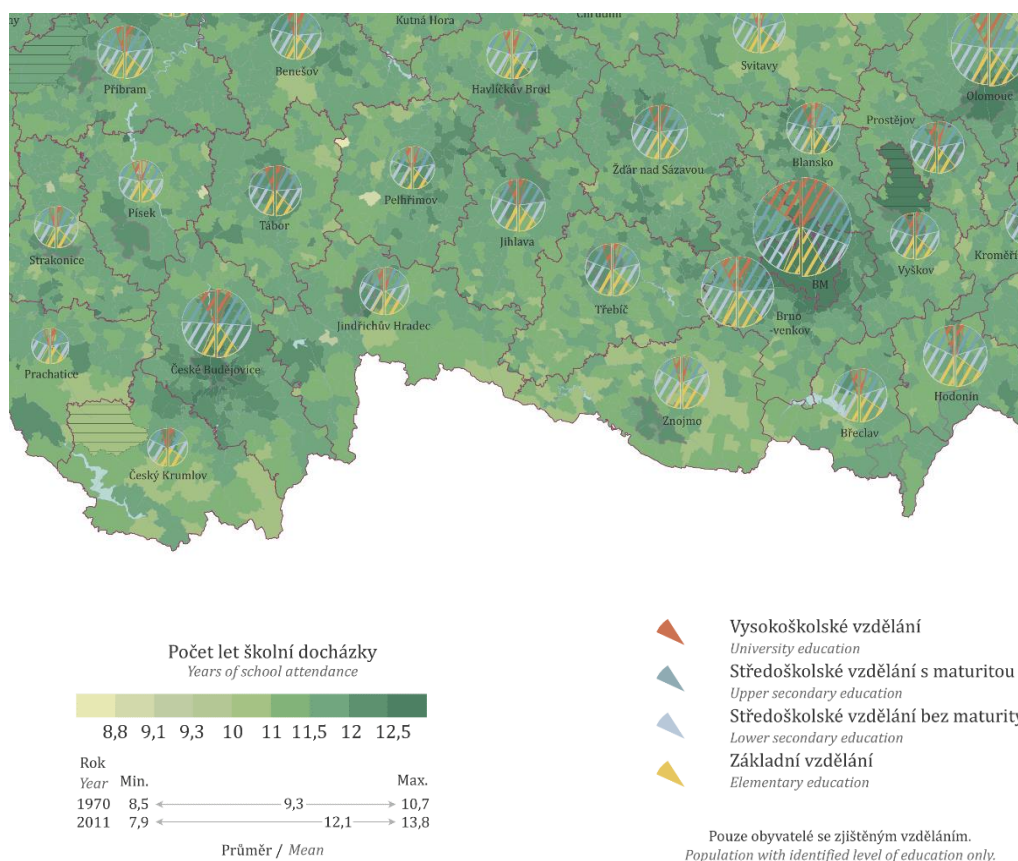 Kutná Hora
Příbram
Benešov
Havlíčkův Brod
Svitavy
Olomouc
Prostějov
Blansko
Žďár nad Sázavou
Pelhřimov
Písek
Tábor
Jihlava
Strakonice
Vyškov
Kroměří
BM
Třebíč
Brno
-venkov
Jindřichův Hradec
České Budějovice
Prachatice
Znojmo
Břeclav
Hodonín
Český Krumlov
Počet let školní docházky
Years of school attendance
8,8 9,1 9,3 10 11 11,5 12 12,5
Rok
Year Min. Max.
1970 8,5 9,3 10,7
2011 7,9 12,1 13,8
Průměr / Mean
Vysokoškolské vzdělání
University education
Středoškolské vzdělání s maturitou
Upper secondary education
Středoškolské vzdělání bez maturity
Lower secondary education
Základní vzdělání
Elementary education
Pouze obyvatelé se zjištěným vzděláním.
Population with identified level of education only.